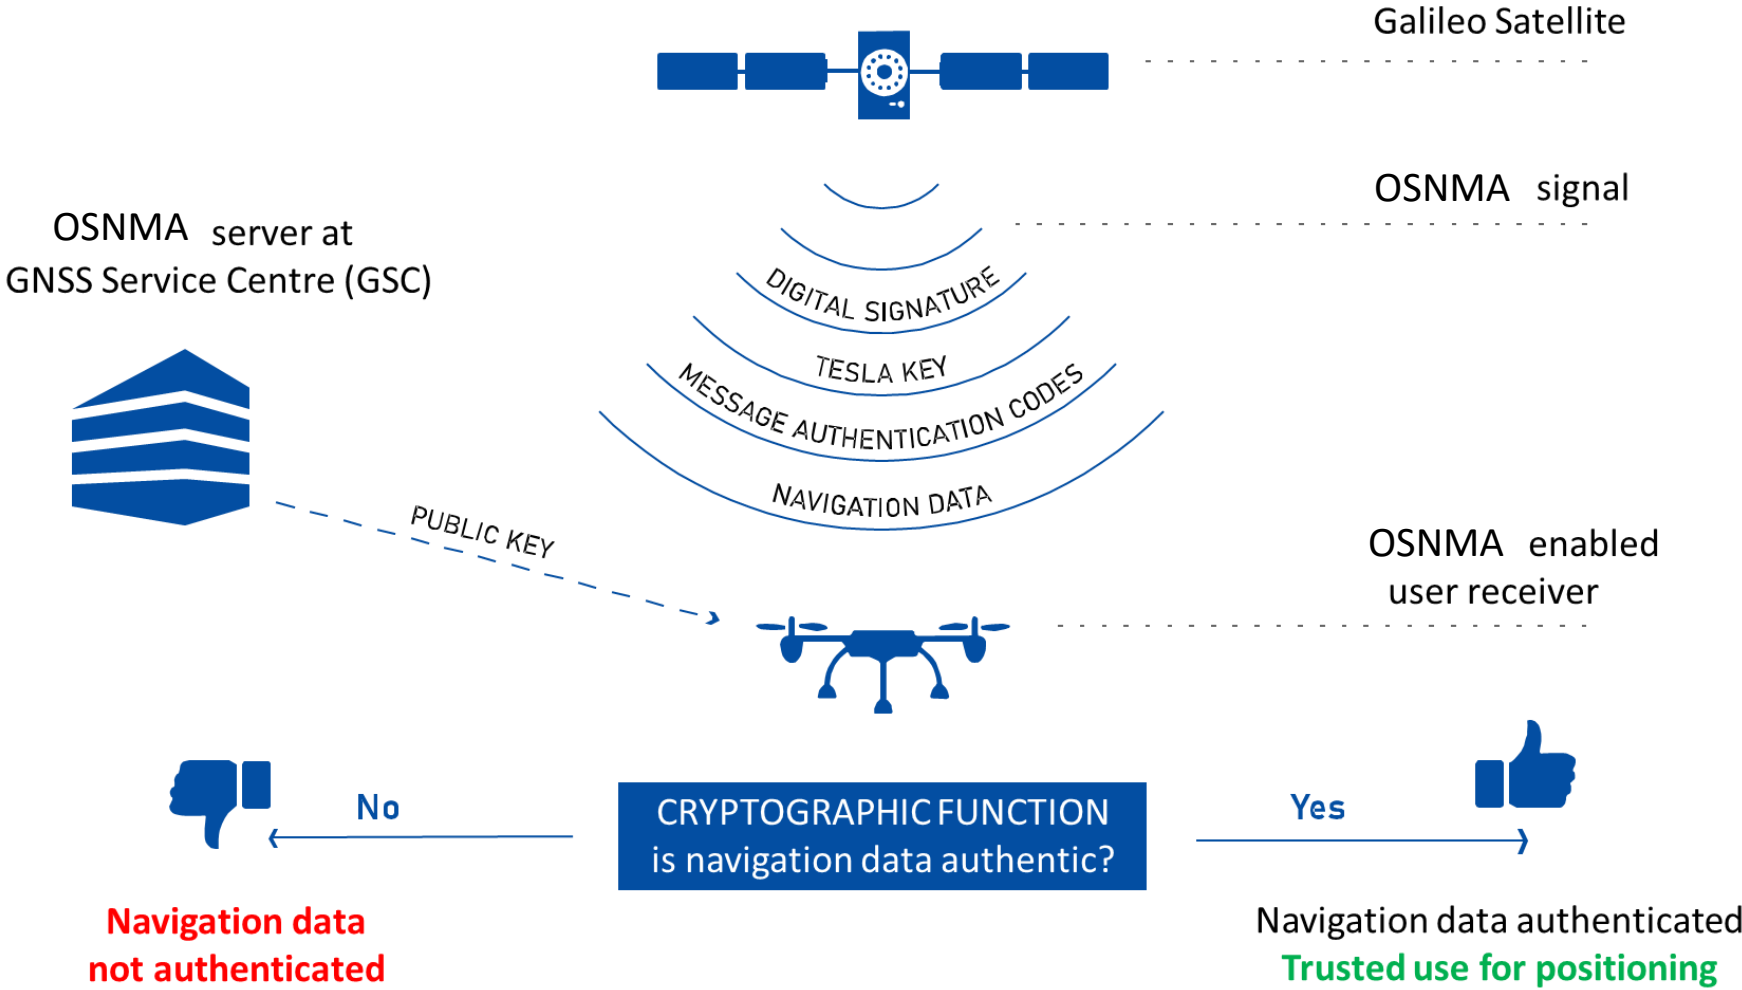 Galileo Satellite
OSNMA signal
OSNMA server at
GNSS Service Centre (GSC)
DIGITAL SIGNATURE
TESLA KEY
MESSAGE AUTHENTICATION CODES
NAVIGATION DATA
PUBLIC KEY
OSNMA enabled
user receiver
No
CRYPTOGRAPHIC FUNCTION
is navigation data authentic?
Yes
Navigation data
not authenticated
Navigation data authenticated
Trusted use for positioning